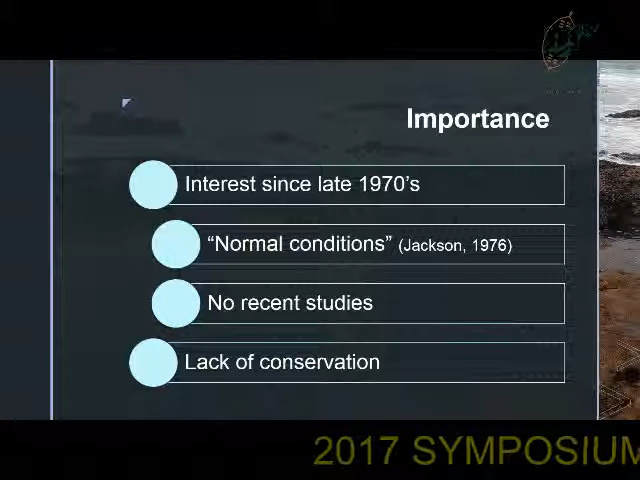 Importance
Interest since late 1970's
“Normal conditions” (Jackson, 1976)
No recent studies
Lack of conservation
2017 SYMPOSIUM